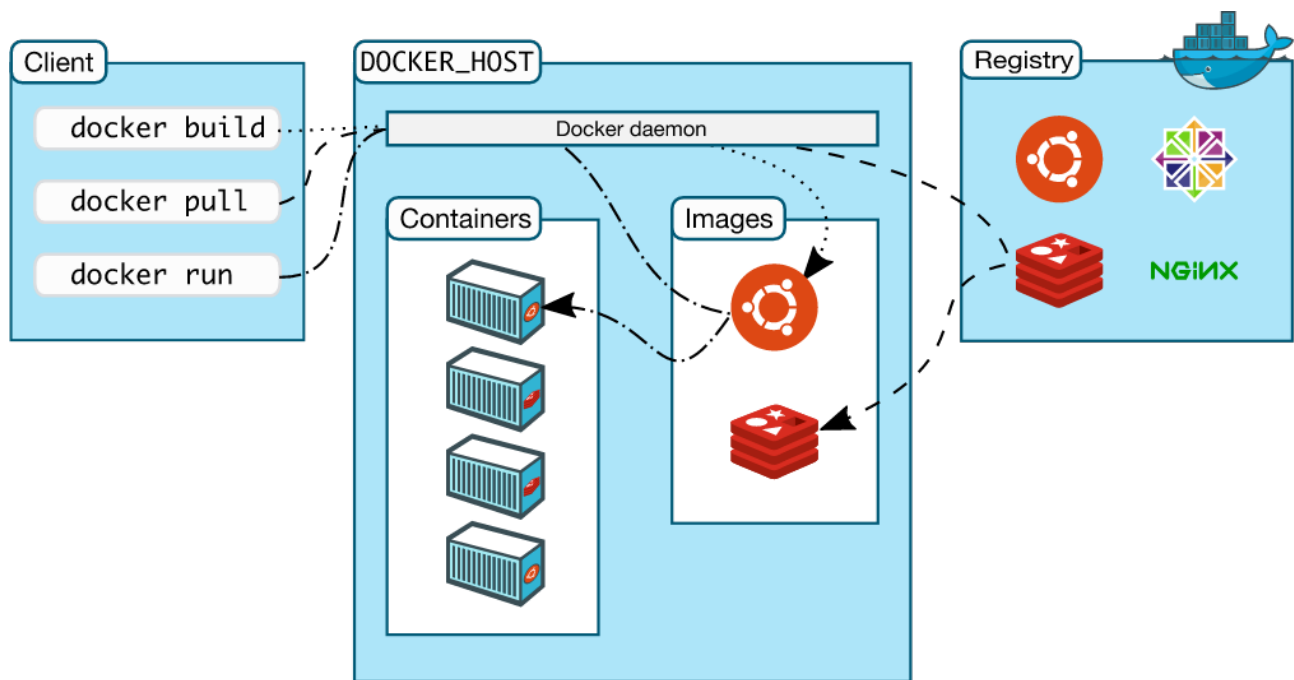 Client
docker build
docker pull
docker run
DOCKER_HOST
Docker daemon
Containers
Images
Registry
NGINX